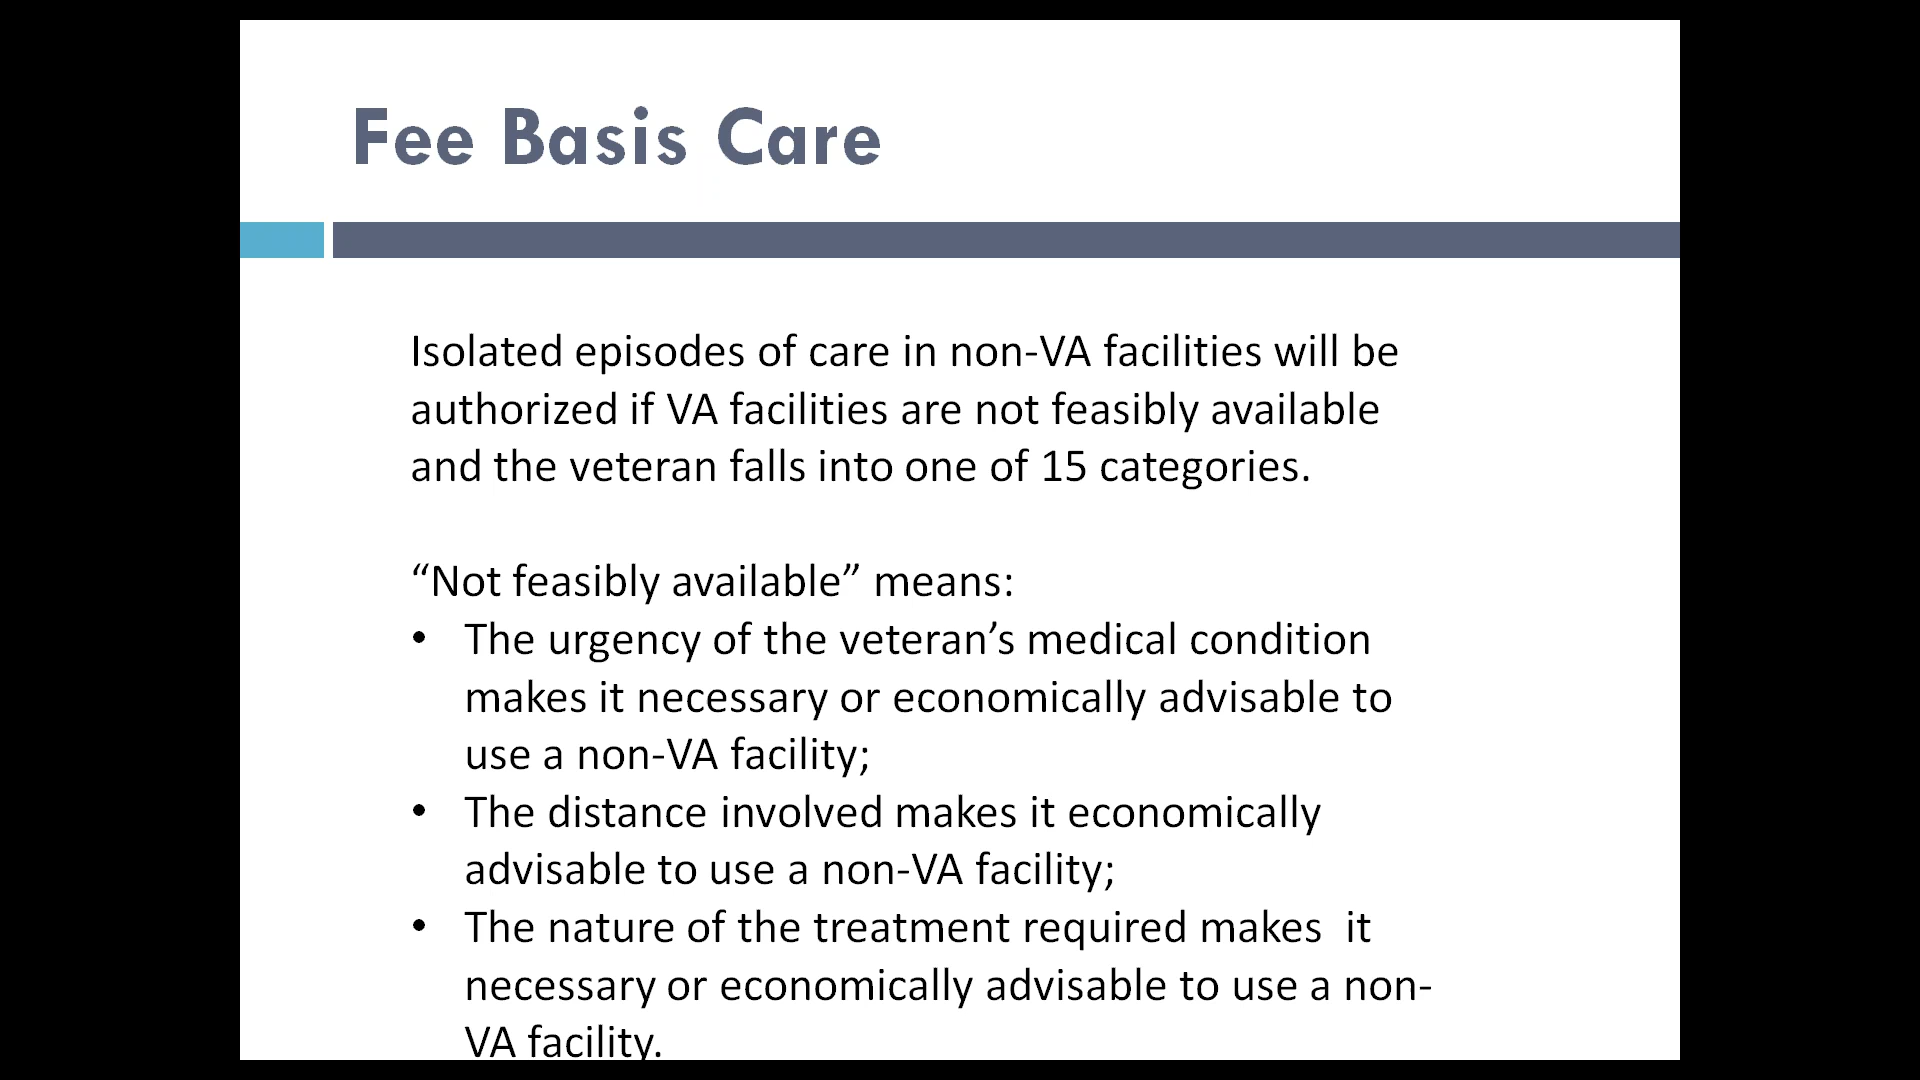 Fee Basis Care
Isolated episodes of care in non-VA facilities will be
authorized if VA facilities are not feasibly available
and the veteran falls into one of 15 categories.
“Not feasibly available” means:
• The urgency of the veteran’s medical condition
makes it necessary or economically advisable to
use a non-VA facility;
• The distance involved makes it economically
advisable to use a non-VA facility;
• The nature of the treatment required makes  it
necessary or economically advisable to use a non-
VA facility.